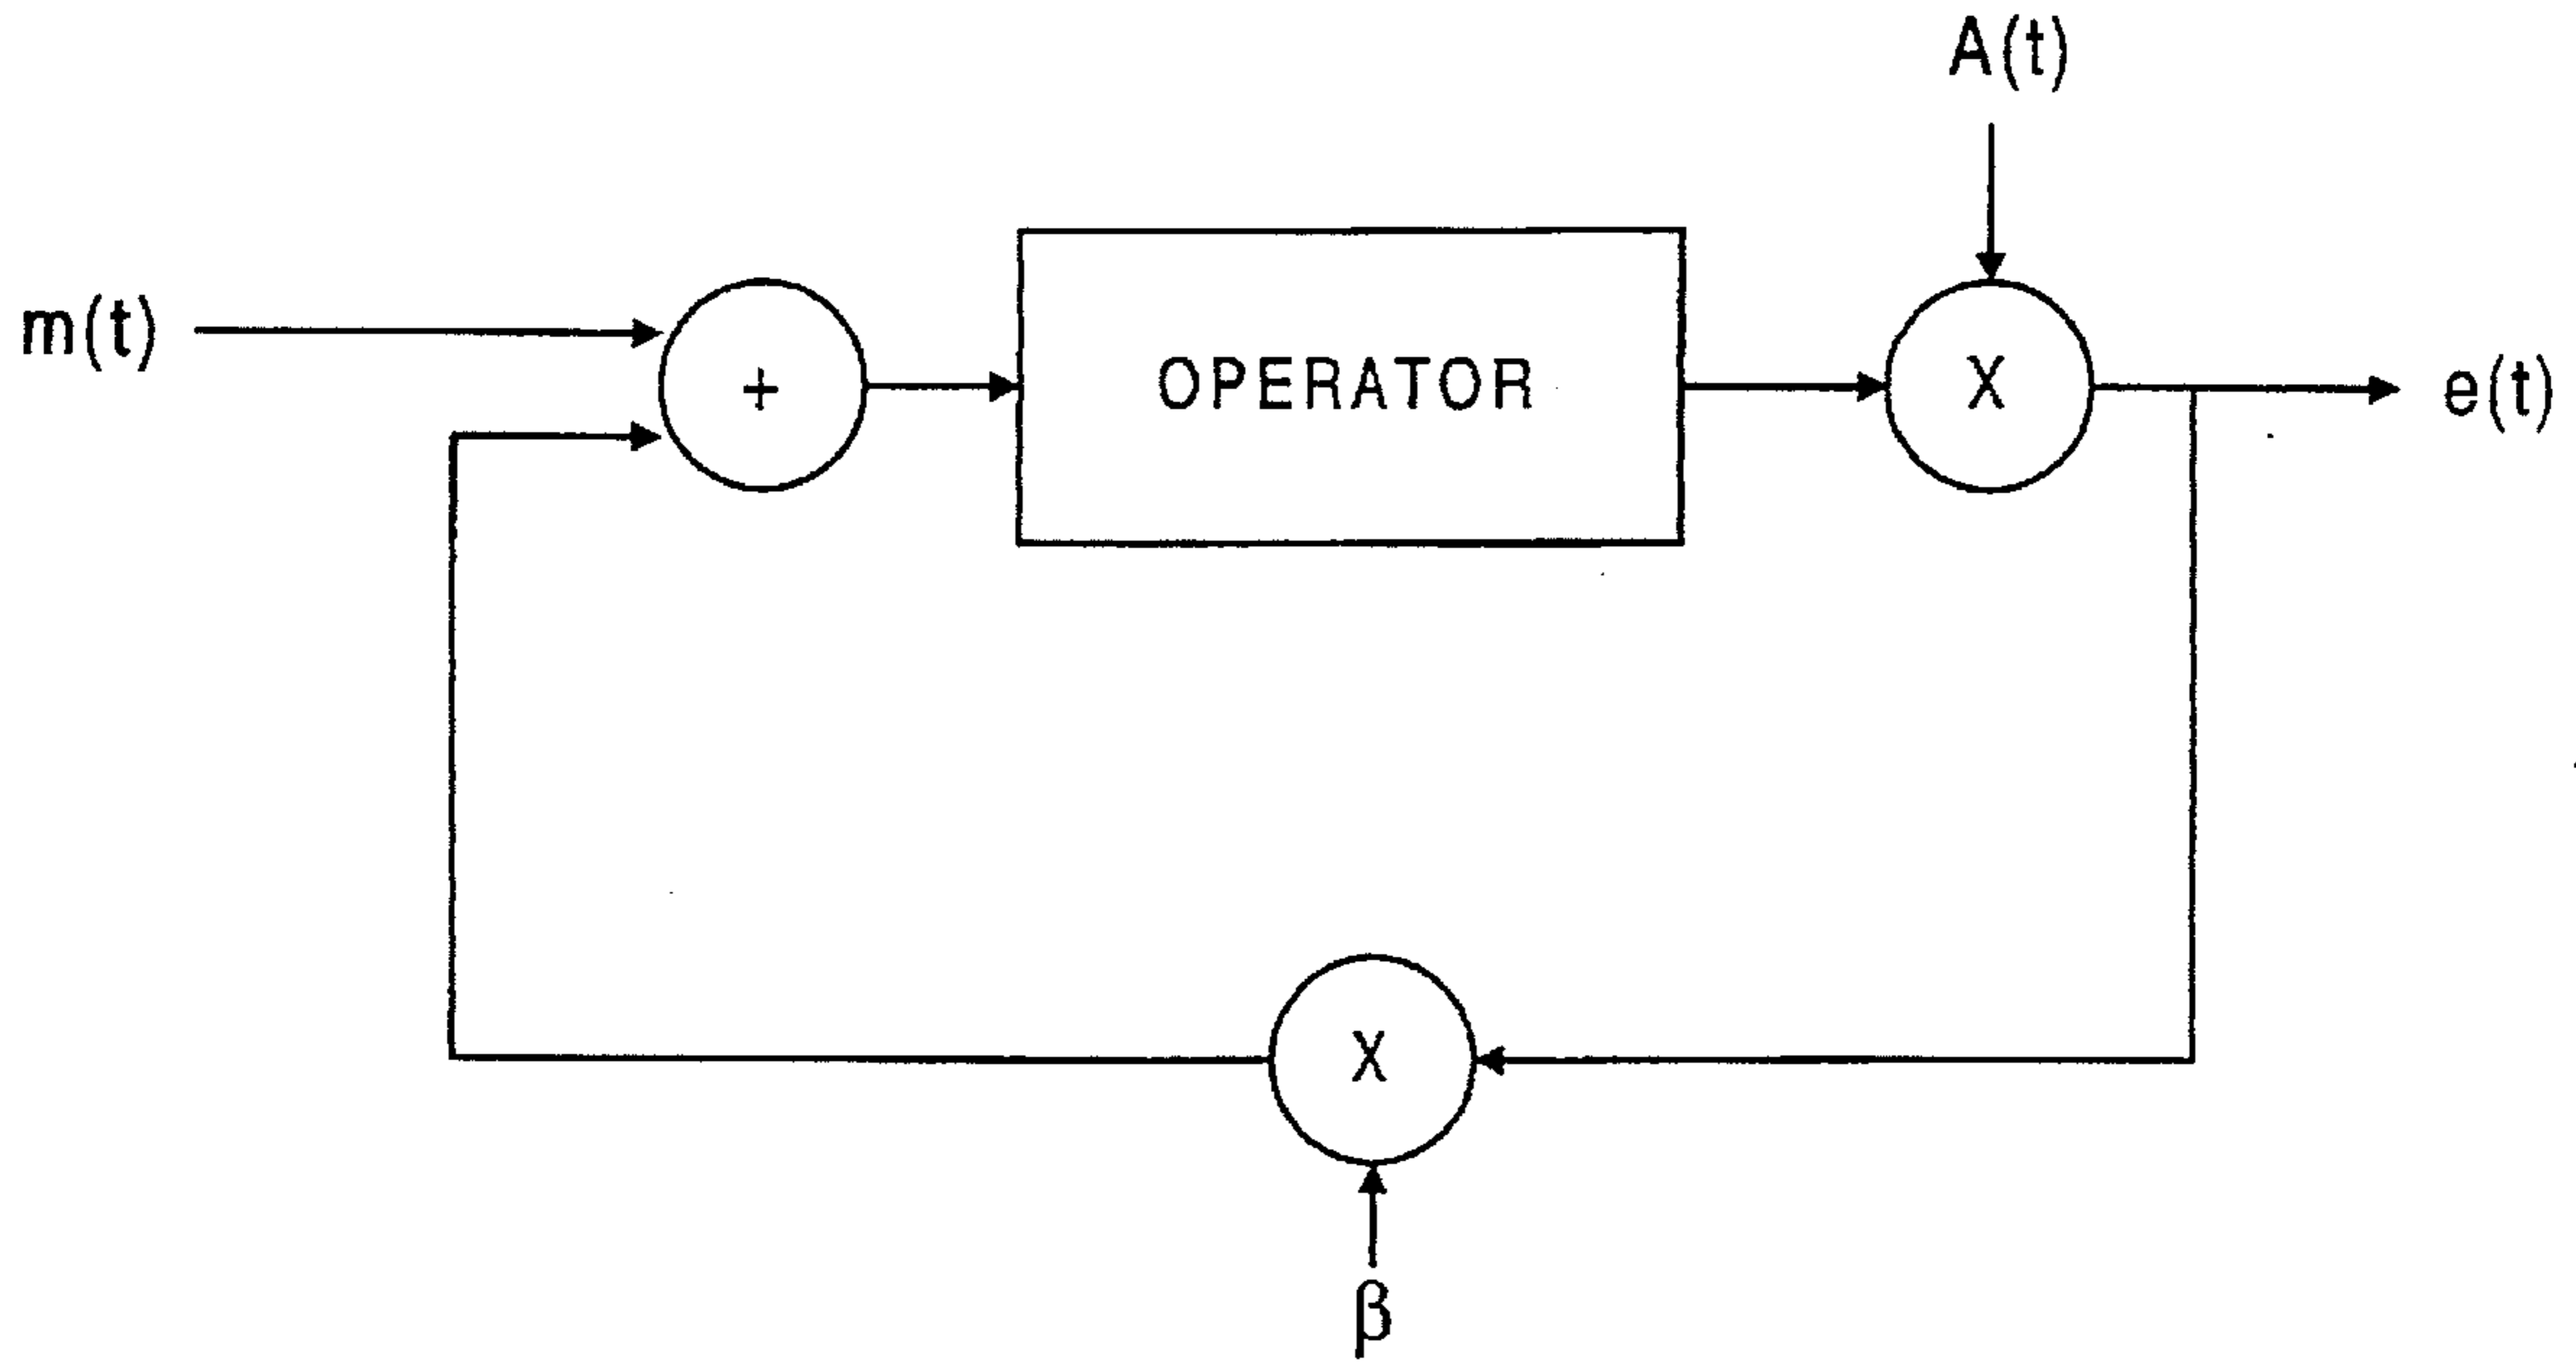 A(t)
m(t)
+
OPERATOR
X
e(t)
X
β